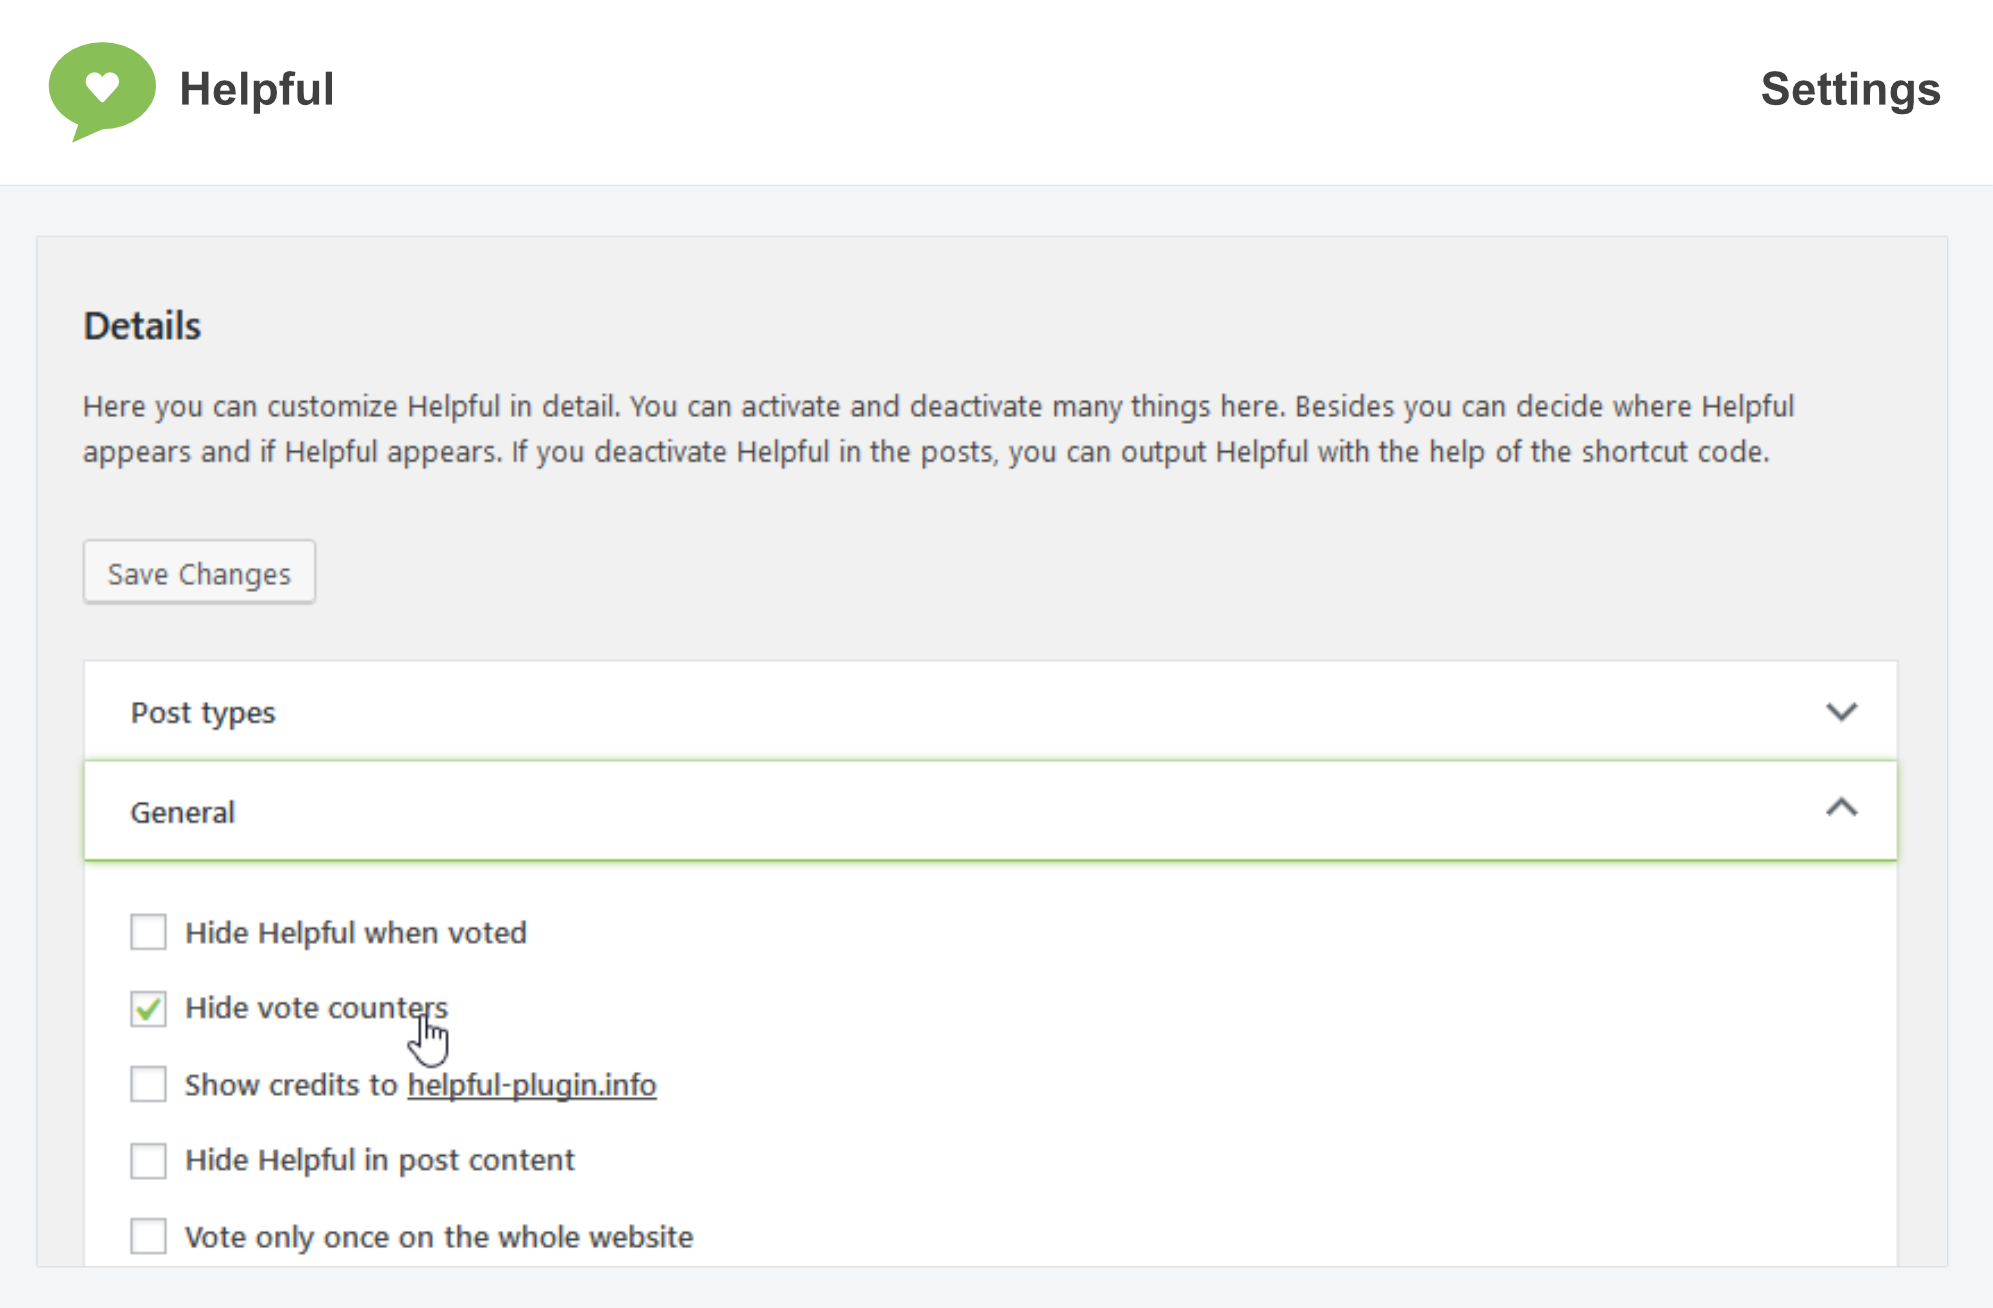 Helpful
Settings
Details
Here you can customize Helpful in detail. You can activate and deactivate many things here. Besides you can decide where Helpful
appears and if Helpful appears. If you deactivate Helpful in the posts, you can output Helpful with the help of the shortcut code.
Save Changes
Post types
General
Hide Helpful when voted
Hide vote counters
Show credits to helpful-plugin.info
Hide Helpful in post content
Vote only once on the whole website